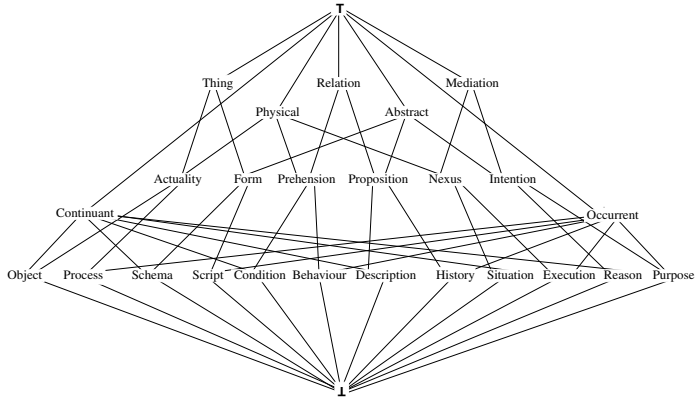 T
Thing Relation Mediation
Physical Abstract
Actuality Form Prehension Proposition Nexus Intention
Continuant Occurrent
Object Process Schema Script Condition Behaviour Description History Situation Execution Reason Purpose
⊥